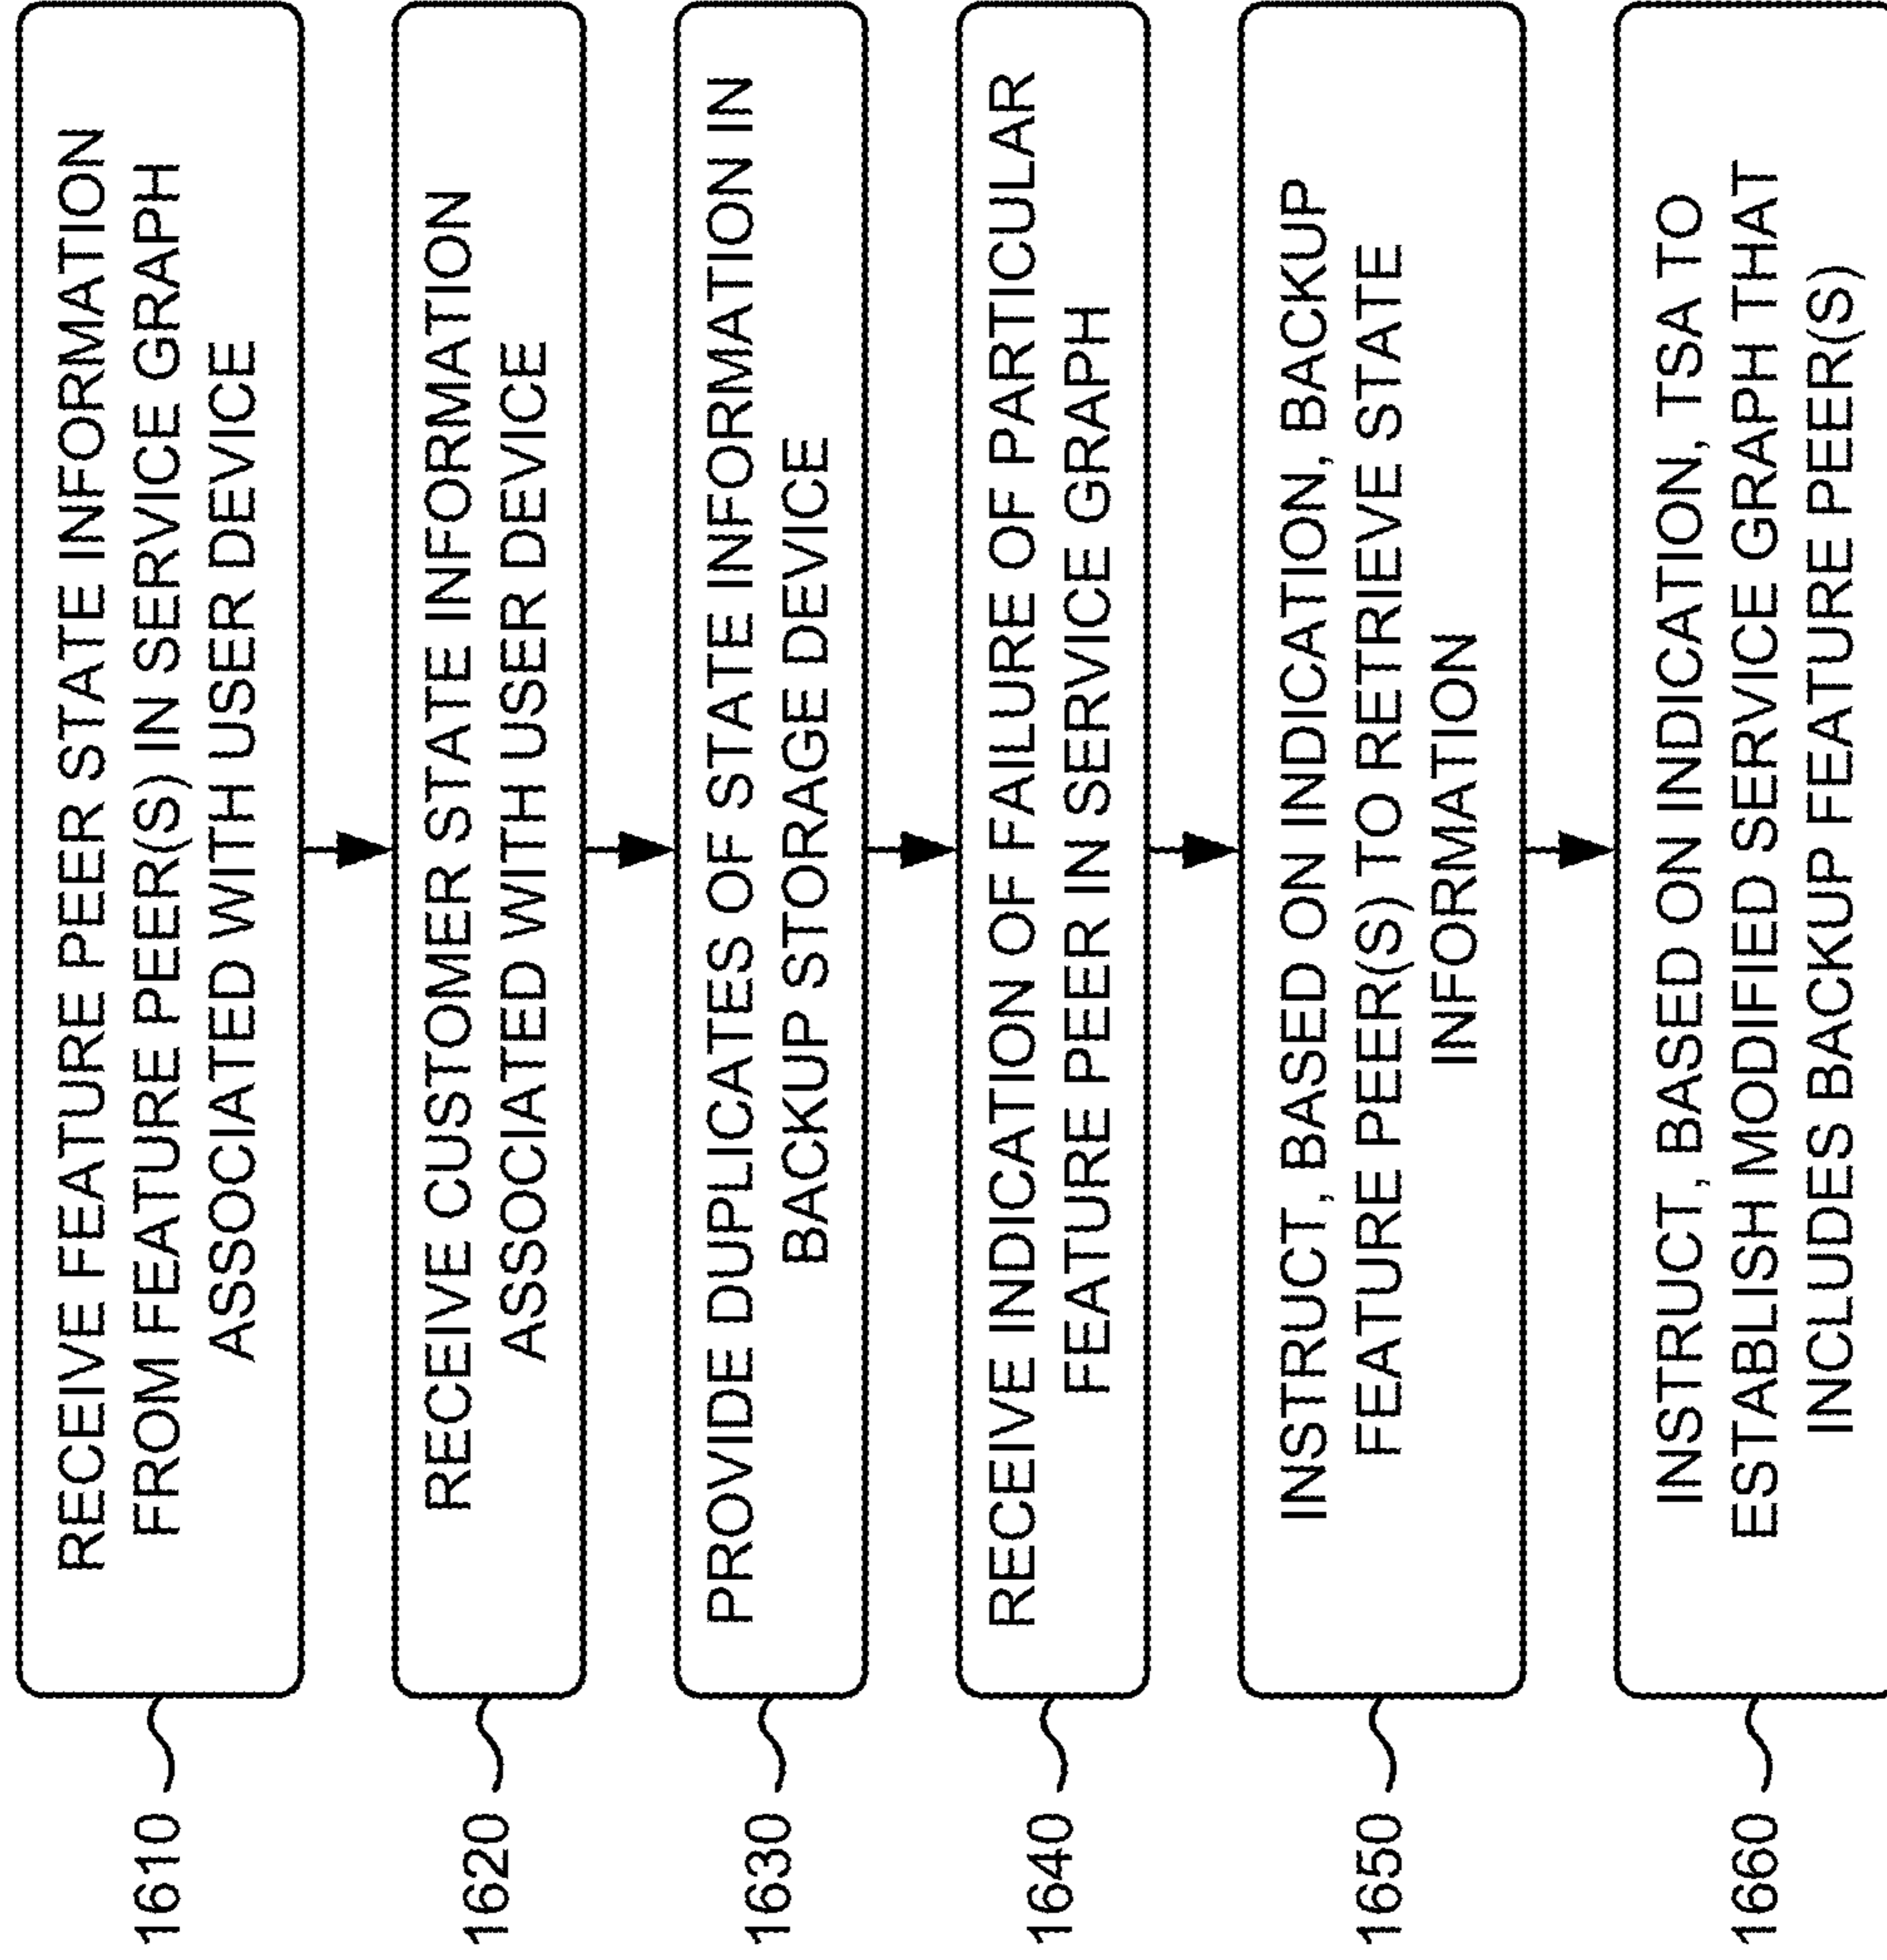 1610
RECEIVE FEATURE PEER STATE INFORMATION
FROM FEATURE PEER(S) IN SERVICE GRAPH
ASSOCIATED WITH USER DEVICE
1620
RECEIVE CUSTOMER STATE INFORMATION
ASSOCIATED WITH USER DEVICE
1630
PROVIDE DUPLICATES OF STATE INFORMATION IN
BACKUP STORAGE DEVICE
1640
RECEIVE INDICATION OF FAILURE OF PARTICULAR
FEATURE PEER IN SERVICE GRAPH
1650
INSTRUCT, BASED ON INDICATION, BACKUP
FEATURE PEER(S) TO RETRIEVE STATE
INFORMATION
1660
INSTRUCT, BASED ON INDICATION, TSA TO
ESTABLISH MODIFIED SERVICE GRAPH THAT
INCLUDES BACKUP FEATURE PEER(S)